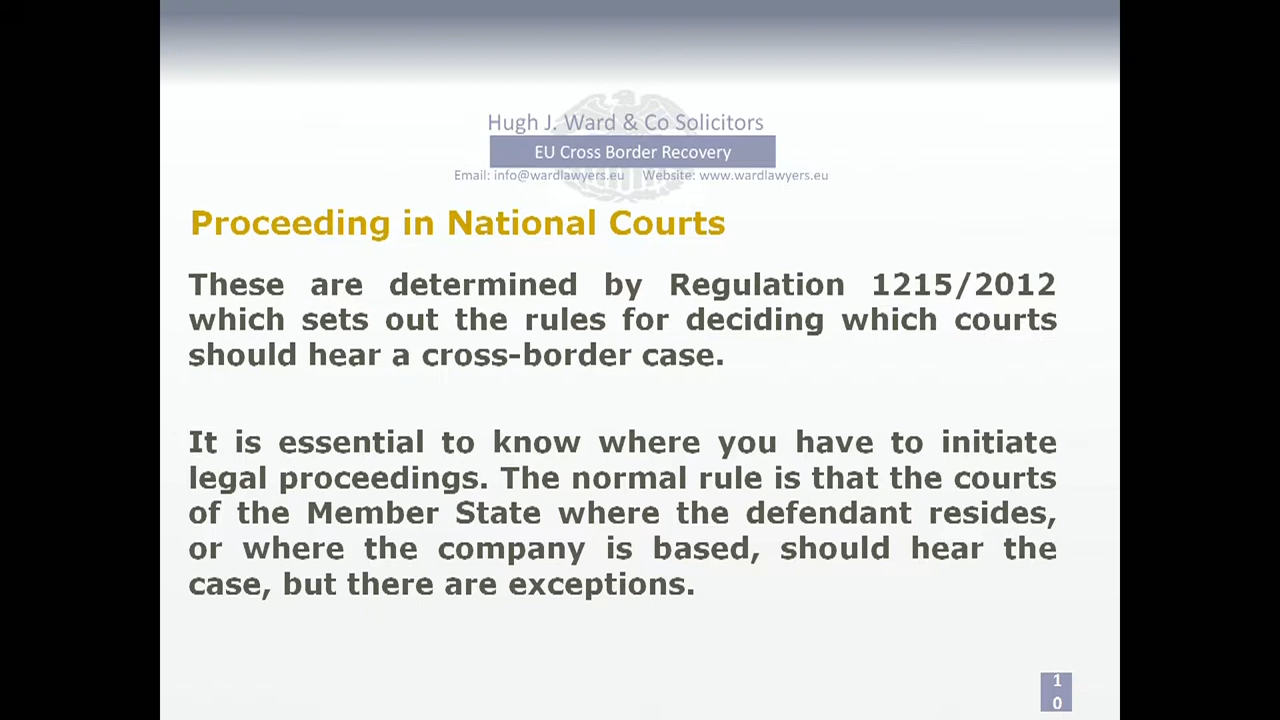 Hugh J. Ward & Co Solicitors
EU Cross Border Recovery
Email: info@wardlawyers.eu Website: www.wardlawyers.eu
Proceeding in National Courts
These are determined by Regulation 1215/2012
which sets out the rules for deciding which courts
should hear a cross-border case.
It is essential to know where you have to initiate
legal proceedings. The normal rule is that the courts
of the Member State where the defendant resides,
or where the company is based, should hear the
case, but there are exceptions.
1
0